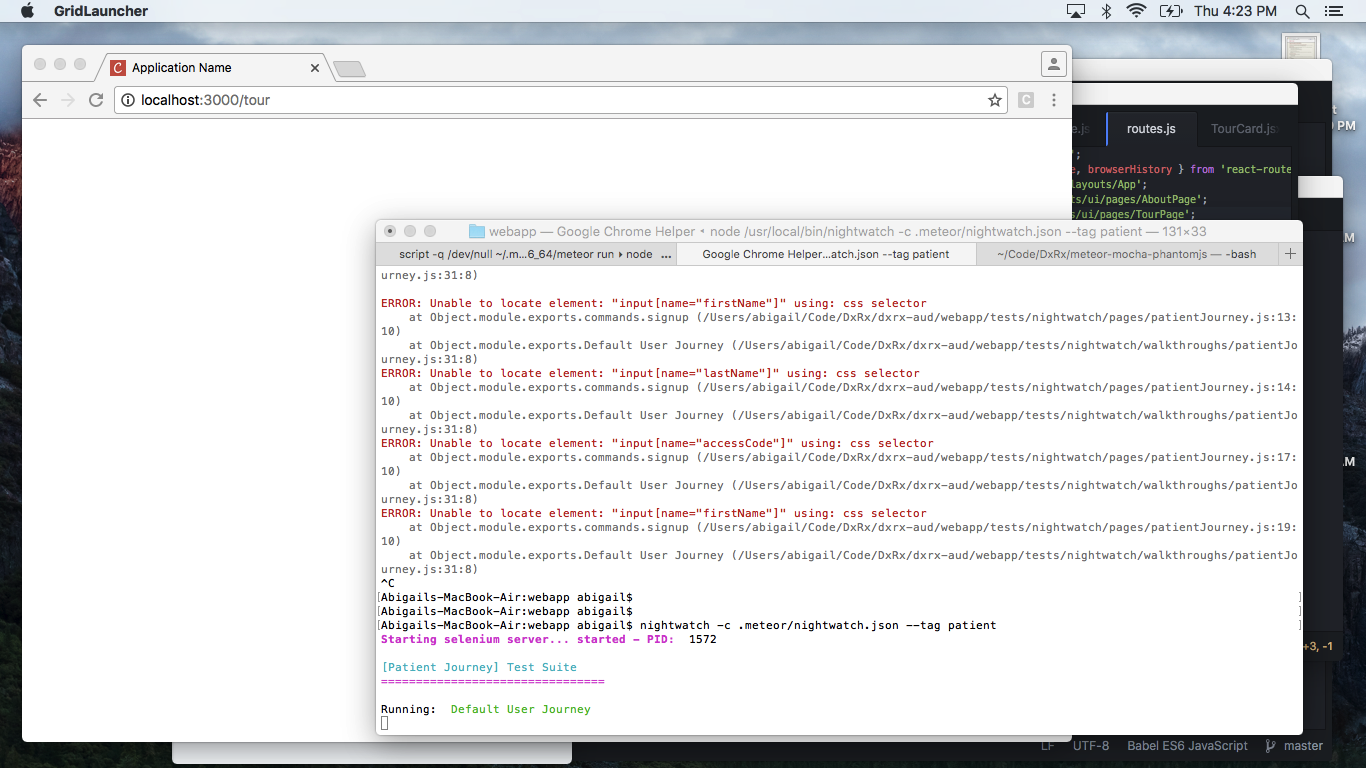 GridLauncher
Thu 4:23 PM
Application Name
localhost:3000/tour
PM
routes.js
TourCard.js
, browserHistory } from 'react-route
ayouts/App';
ts/ui/pages/AboutPage';
s/ui/pages/TourPage';
webapp — Google Chrome Helper • node /usr/local/bin/nightwatch -c .meteor/nightwatch.json --tag patient — 131×33
script -q /dev/null ~/.m...6_64/meteor run ▸ node ...
Google Chrome Helper...atch.json --tag patient
~/Code/DxRx/meteor-mocha-phantomjs — -bash
urney.js:31:8)
ERROR: Unable to locate element: "input[name="firstName"]" using: css selector
at Object.module.exports.commands.signup (/Users/abigail/Code/DxRx/dxrx-aud/webapp/tests/nightwatch/pages/patientJourney.js:13:
10)
at Object.module.exports.Default User Journey (/Users/abigail/Code/DxRx/dxrx-aud/webapp/tests/nightwatch/walkthroughs/patientJo
urney.js:31:8)
ERROR: Unable to locate element: "input[name="lastName"]" using: css selector
at Object.module.exports.commands.signup (/Users/abigail/Code/DxRx/dxrx-aud/webapp/tests/nightwatch/pages/patientJourney.js:14:
10)
at Object.module.exports.Default User Journey (/Users/abigail/Code/DxRx/dxrx-aud/webapp/tests/nightwatch/walkthroughs/patientJo
urney.js:31:8)
ERROR: Unable to locate element: "input[name="accessCode"]" using: css selector
at Object.module.exports.commands.signup (/Users/abigail/Code/DxRx/dxrx-aud/webapp/tests/nightwatch/pages/patientJourney.js:17:
10)
at Object.module.exports.Default User Journey (/Users/abigail/Code/DxRx/dxrx-aud/webapp/tests/nightwatch/walkthroughs/patientJo
urney.js:31:8)
ERROR: Unable to locate element: "input[name="firstName"]" using: css selector
at Object.module.exports.commands.signup (/Users/abigail/Code/DxRx/dxrx-aud/webapp/tests/nightwatch/pages/patientJourney.js:19:
10)
at Object.module.exports.Default User Journey (/Users/abigail/Code/DxRx/dxrx-aud/webapp/tests/nightwatch/walkthroughs/patientJo
urney.js:31:8)
^C
[Abigails-MacBook-Air:webapp abigail$ ]
[Abigails-MacBook-Air:webapp abigail$ ]
[Abigails-MacBook-Air:webapp abigail$ nightwatch -c .meteor/nightwatch.json --tag patient ]
Starting selenium server... started - PID: 1572
[Patient Journey] Test Suite
================================
Running: Default User Journey
+3, -1
LF UTF-8 Babel ES6 JavaScript master